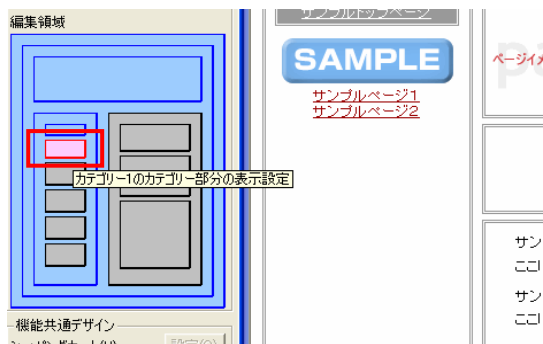 編集領域
サンプルトップページ
SAMPLE
サンプルページ1
サンプルページ2
カテゴリー1のカテゴリー部分の表示設定
ページイメ
pa
サン
ここに
サン
ここに
機能共通デザイン